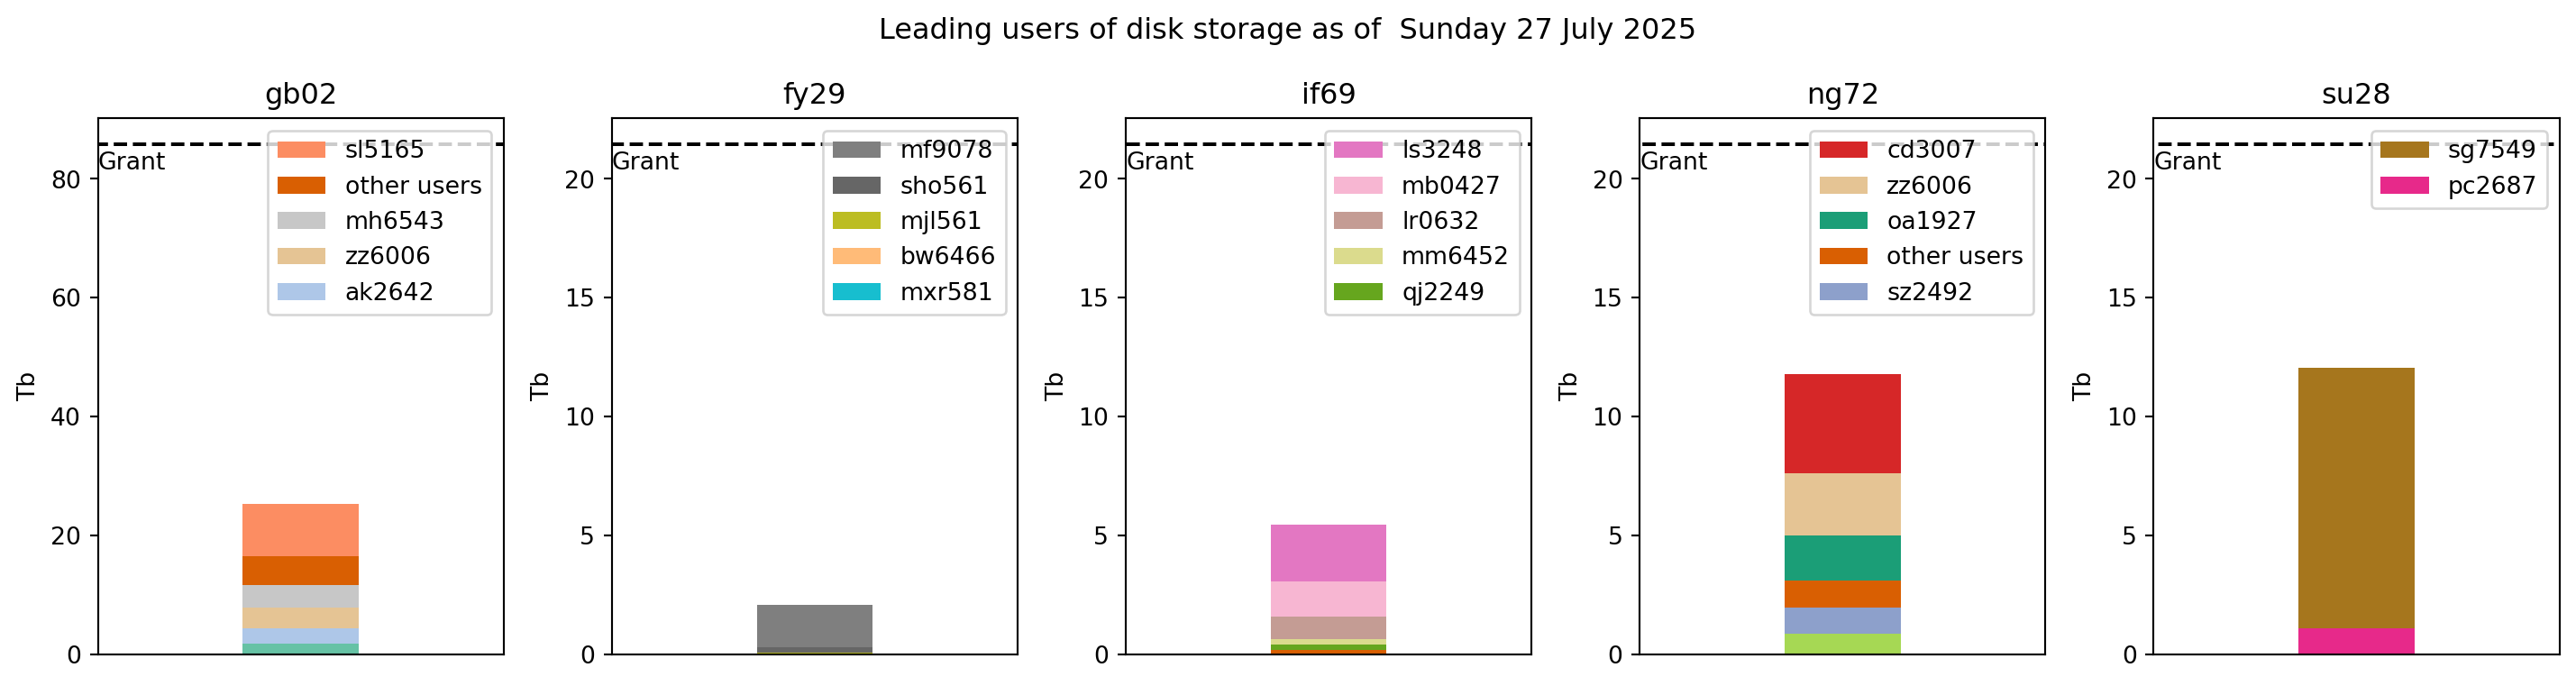 Leading users of disk storage as of  Sunday 27 July 2025
gb02
Grant
sl5165
other users
mh6543
zz6006
ak2642
80
60
40
20
0
Tb
fy29
Grant
mf9078
sho561
mjl561
bw6466
mxr581
20
15
10
5
0
Tb
if69
Grant
ls3248
mb0427
lr0632
mm6452
qj2249
20
15
10
5
0
Tb
ng72
Grant
cd3007
zz6006
oa1927
other users
sz2492
20
15
10
5
0
Tb
su28
Grant
sg7549
pc2687
20
15
10
5
0
Tb